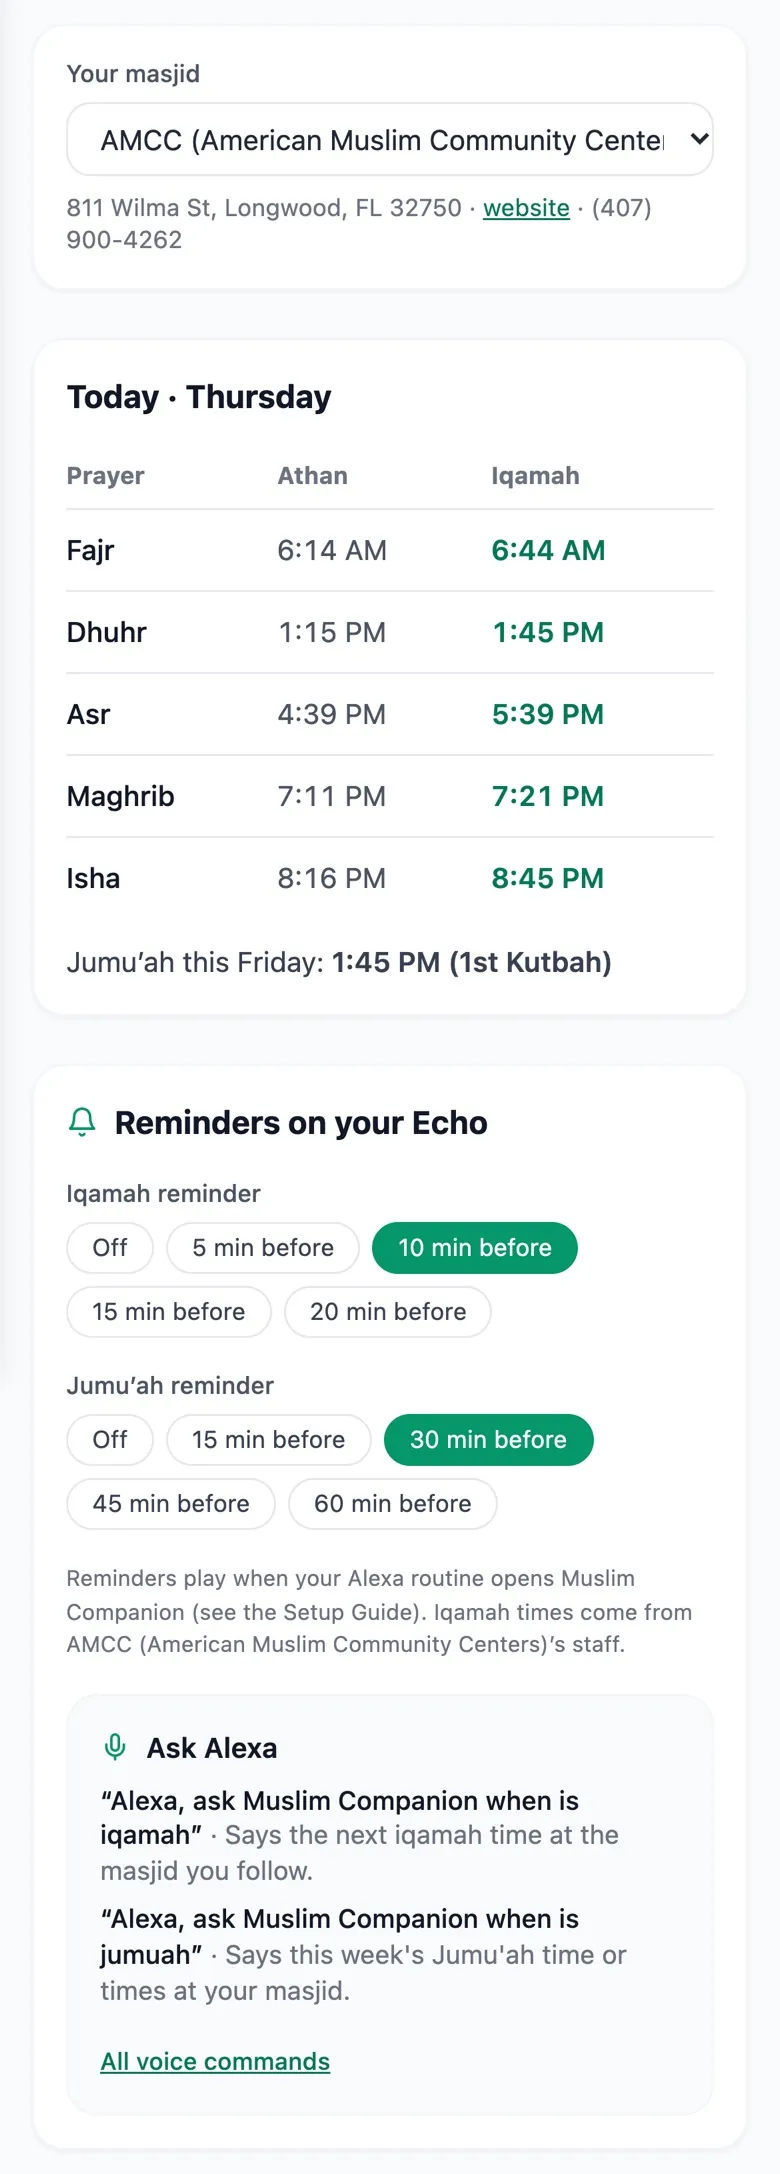 Your masjid
AMCC (American Muslim Community Center
811 Wilma St, Longwood, FL 32750 · website · (407)
900-4262
Today · Thursday
Prayer Athan Iqamah
Fajr 6:14 AM 6:44 AM
Dhuhr 1:15 PM 1:45 PM
Asr 4:39 PM 5:39 PM
Maghrib 7:11 PM 7:21 PM
Isha 8:16 PM 8:45 PM
Jumu’ah this Friday: 1:45 PM (1st Kutbah)
Reminders on your Echo
Iqamah reminder
Off 5 min before 10 min before
15 min before 20 min before
Jumu’ah reminder
Off 15 min before 30 min before
45 min before 60 min before
Reminders play when your Alexa routine opens Muslim
Companion (see the Setup Guide). Iqamah times come from
AMCC (American Muslim Community Centers)’s staff.
Ask Alexa
“Alexa, ask Muslim Companion when is
iqamah” · Says the next iqamah time at the
masjid you follow.
“Alexa, ask Muslim Companion when is
jumuah” · Says this week's Jumu'ah time or
times at your masjid.
All voice commands